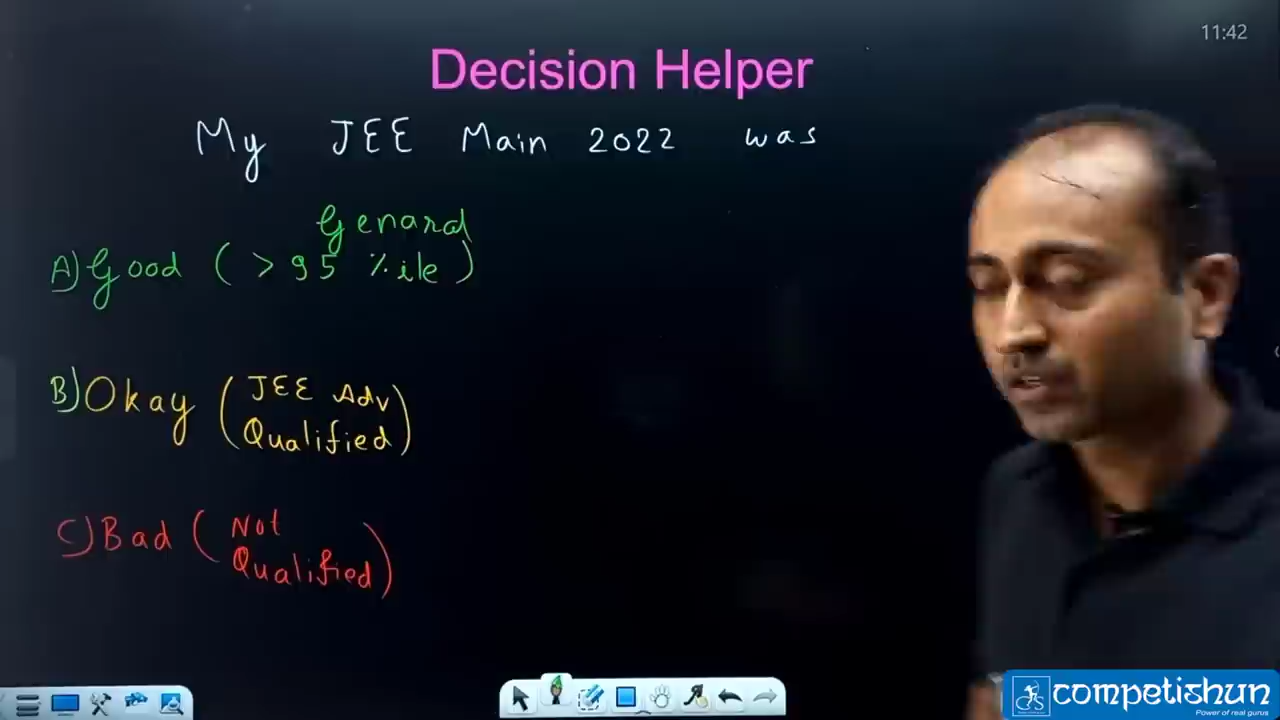 11:42
Decision Helper
My JEE Main 2022 was
Genaral
A) Good ( > 95 %ile )
B) Okay ( JEE Adv
Qualified )
C) Bad ( Not
Qualified )
competishun
Power of real gurus